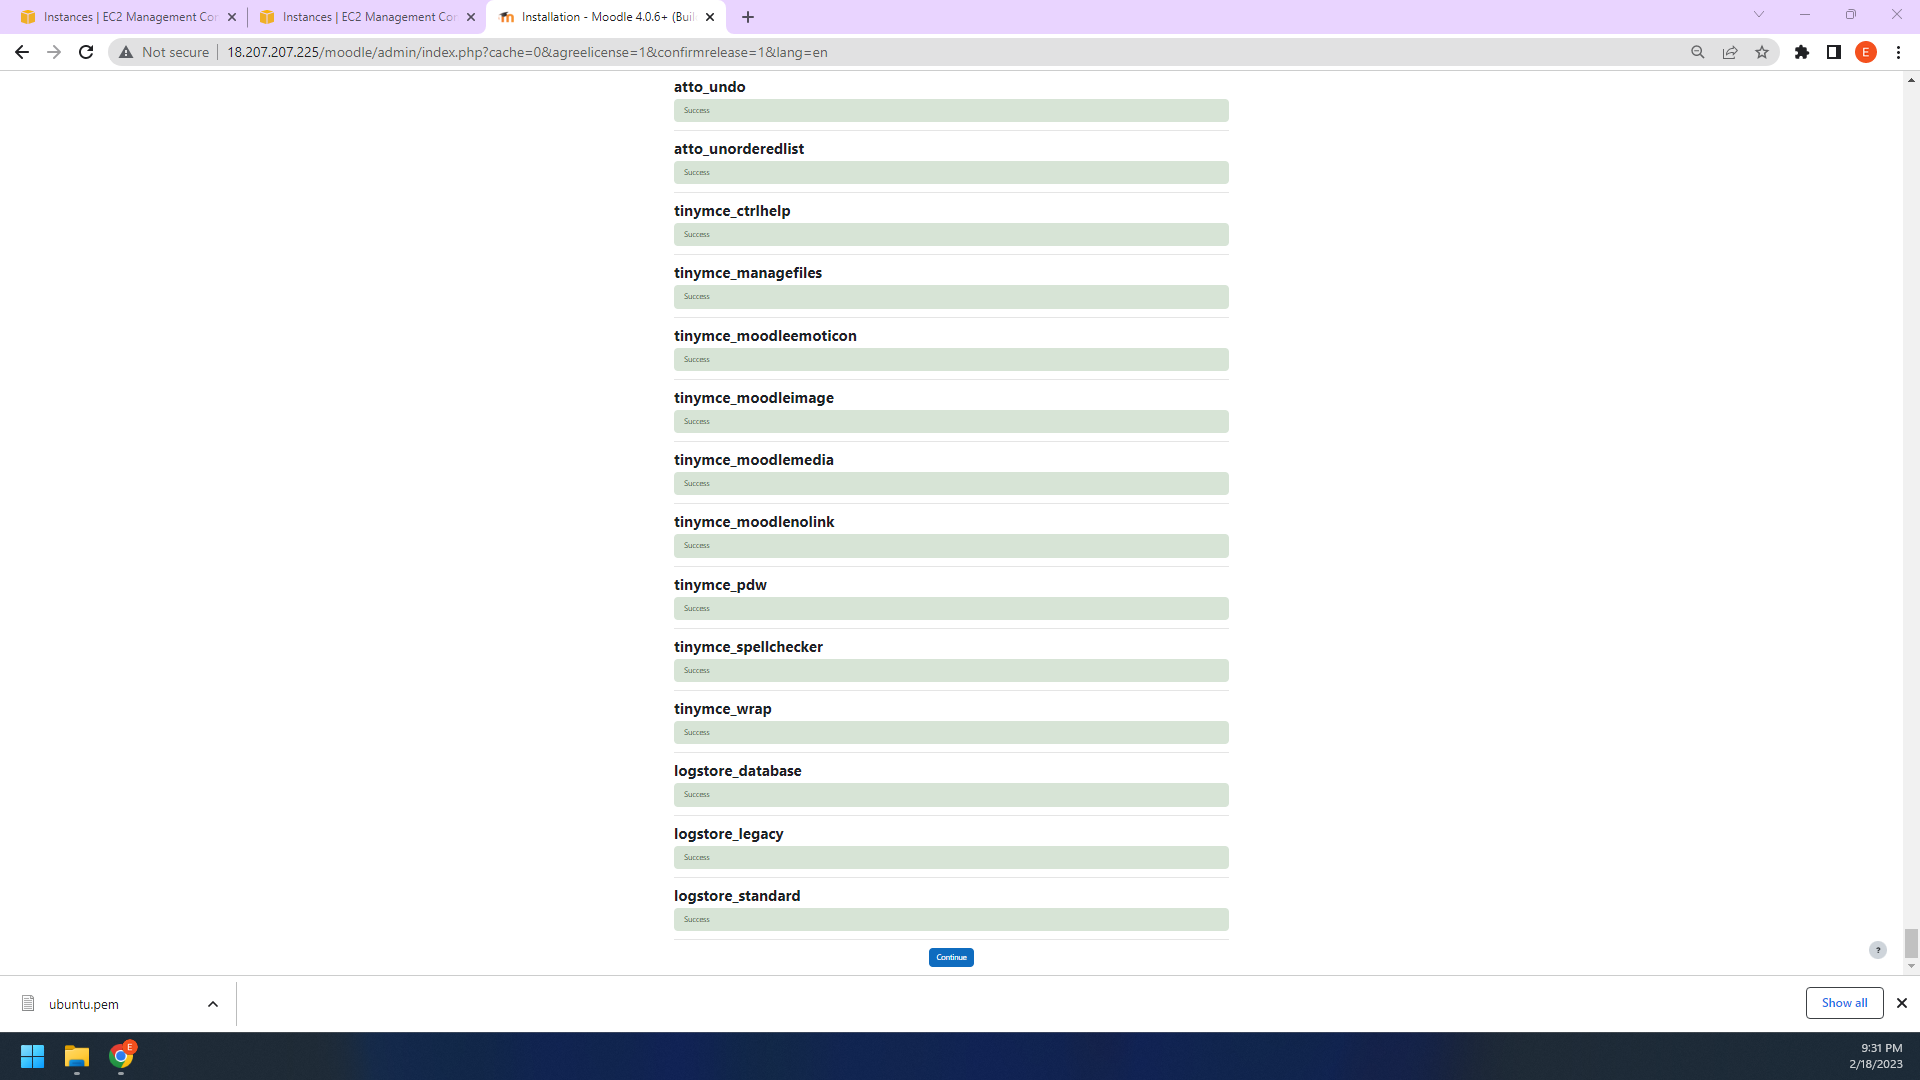 Instances | EC2 Management Con
Instances | EC2 Management Con
Installation - Moodle 4.0.6+ (Buil
Not secure
18.207.207.225/moodle/admin/index.php?cache=0&agreelicense=1&confirmrelease=1&lang=en
E
atto_undo
Success
atto_unorderedlist
Success
tinymce_ctrlhelp
Success
tinymce_managefiles
Success
tinymce_moodleemoticon
Success
tinymce_moodleimage
Success
tinymce_moodlemedia
Success
tinymce_moodlenolink
Success
tinymce_pdw
Success
tinymce_spellchecker
Success
tinymce_wrap
Success
logstore_database
Success
logstore_legacy
Success
logstore_standard
Success
Continue
?
ubuntu.pem
Show all
E
9:31 PM
2/18/2023